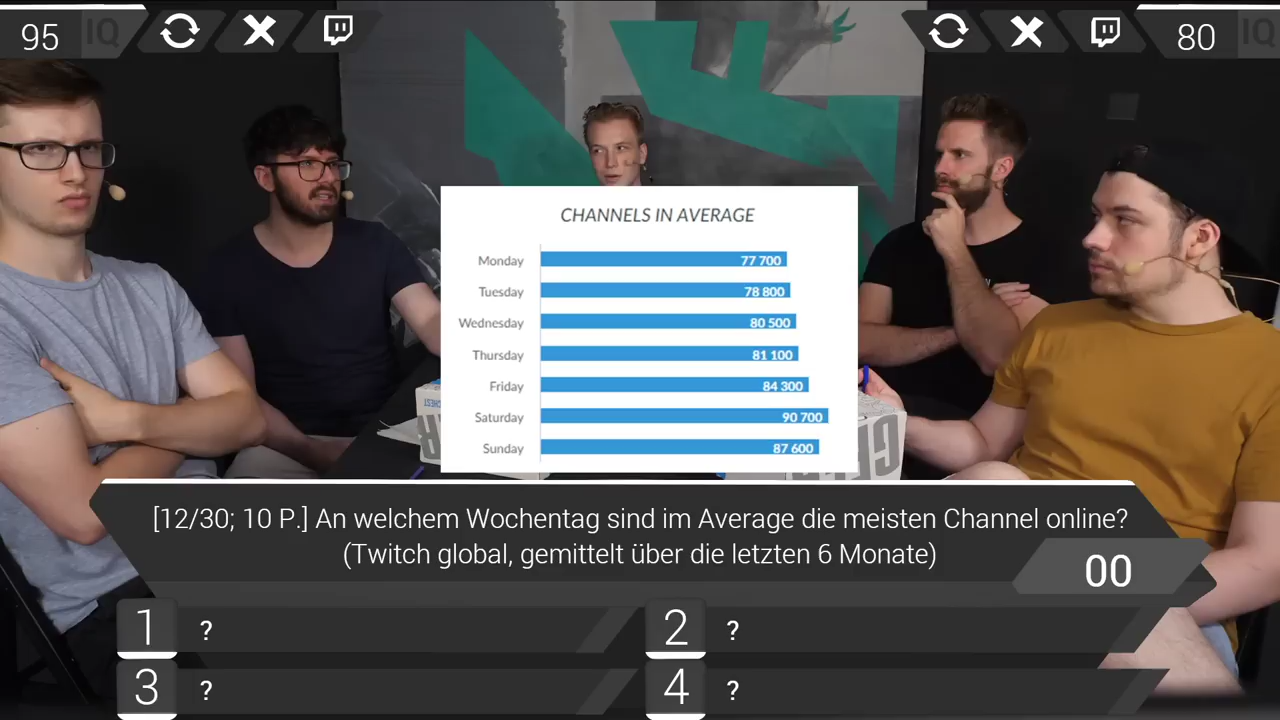 95 IQ
80 IQ
CHANNELS IN AVERAGE
Monday 77 700
Tuesday 78 800
Wednesday 80 500
Thursday 81 100
Friday 84 300
Saturday 90 700
Sunday 87 600
[12/30; 10 P.] An welchem Wochentag sind im Average die meisten Channel online?
(Twitch global, gemittelt über die letzten 6 Monate)
00
1 ?
2 ?
3 ?
4 ?